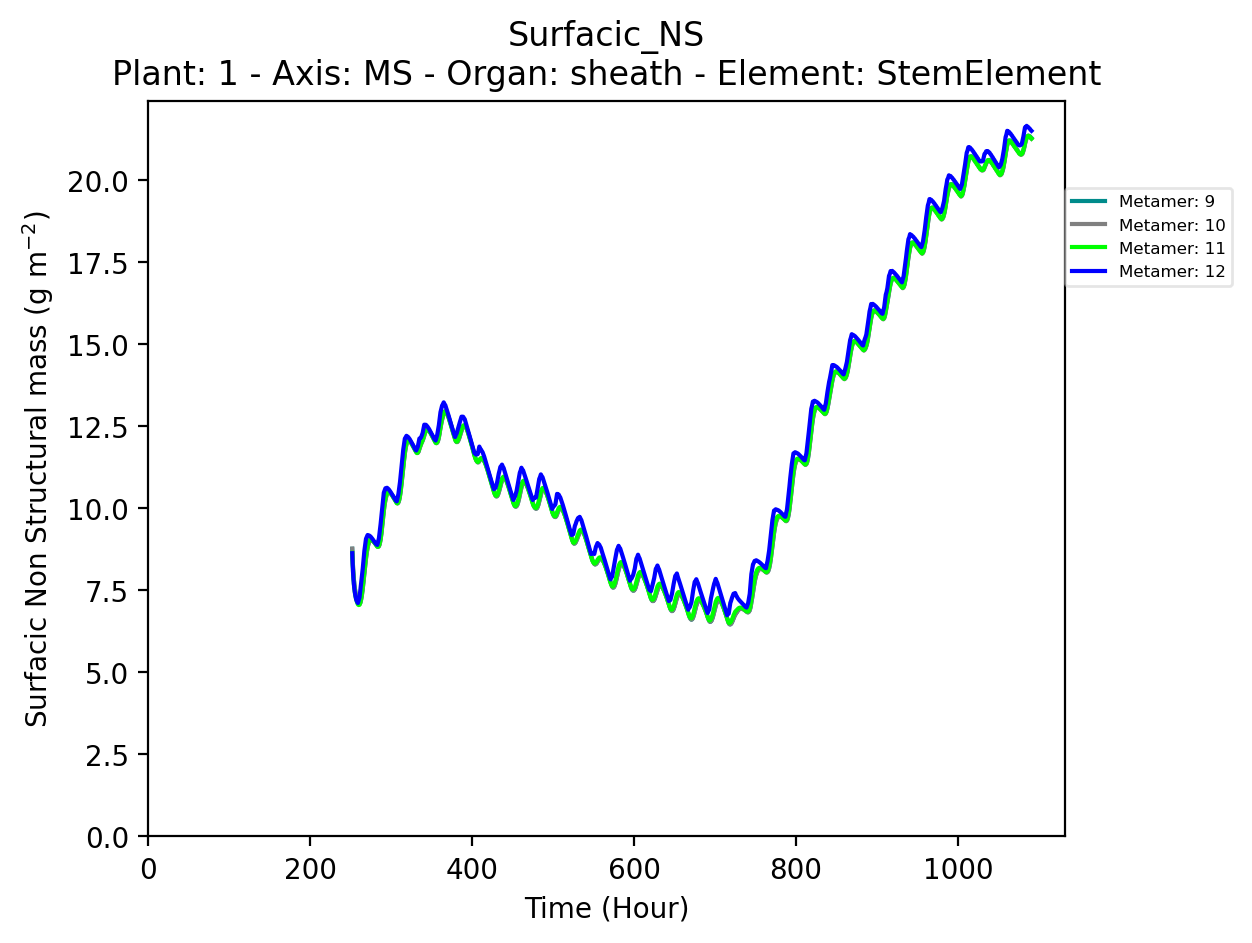 Surfacic_NS
Plant: 1 - Axis: MS - Organ: sheath - Element: StemElement
Surfacic Non Structural mass (g m⁻²)
20.0
17.5
15.0
12.5
10.0
7.5
5.0
2.5
0.0
0 200 400 600 800 1000
Time (Hour)
Metamer: 9
Metamer: 10
Metamer: 11
Metamer: 12